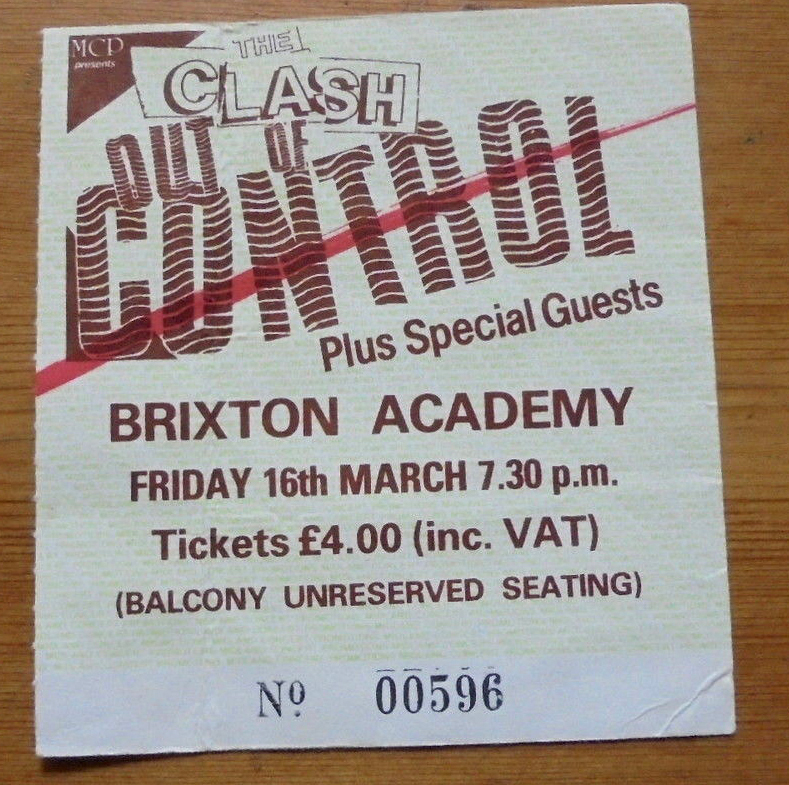 MCP
presents
THE
CLASH
OUT OF
CONTROL
Plus Special Guests
BRIXTON ACADEMY
FRIDAY 16th MARCH 7.30 p.m.
Tickets £4.00 (inc. VAT)
(BALCONY UNRESERVED SEATING)
Nº 00596